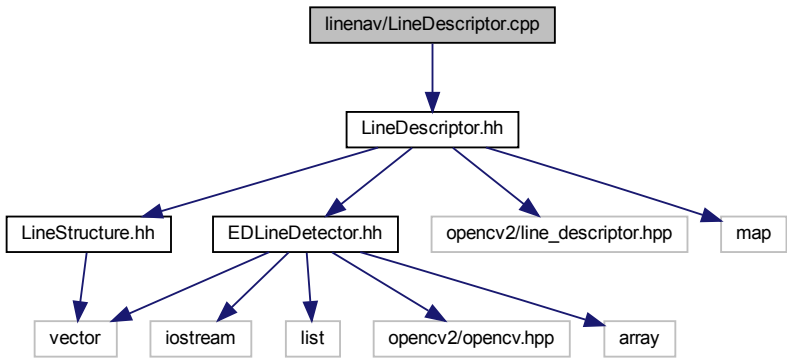 linenav/LineDescriptor.cpp
LineDescriptor.hh
LineStructure.hh
EDLineDetector.hh
opencv2/line_descriptor.hpp
map
vector
iostream
list
opencv2/opencv.hpp
array